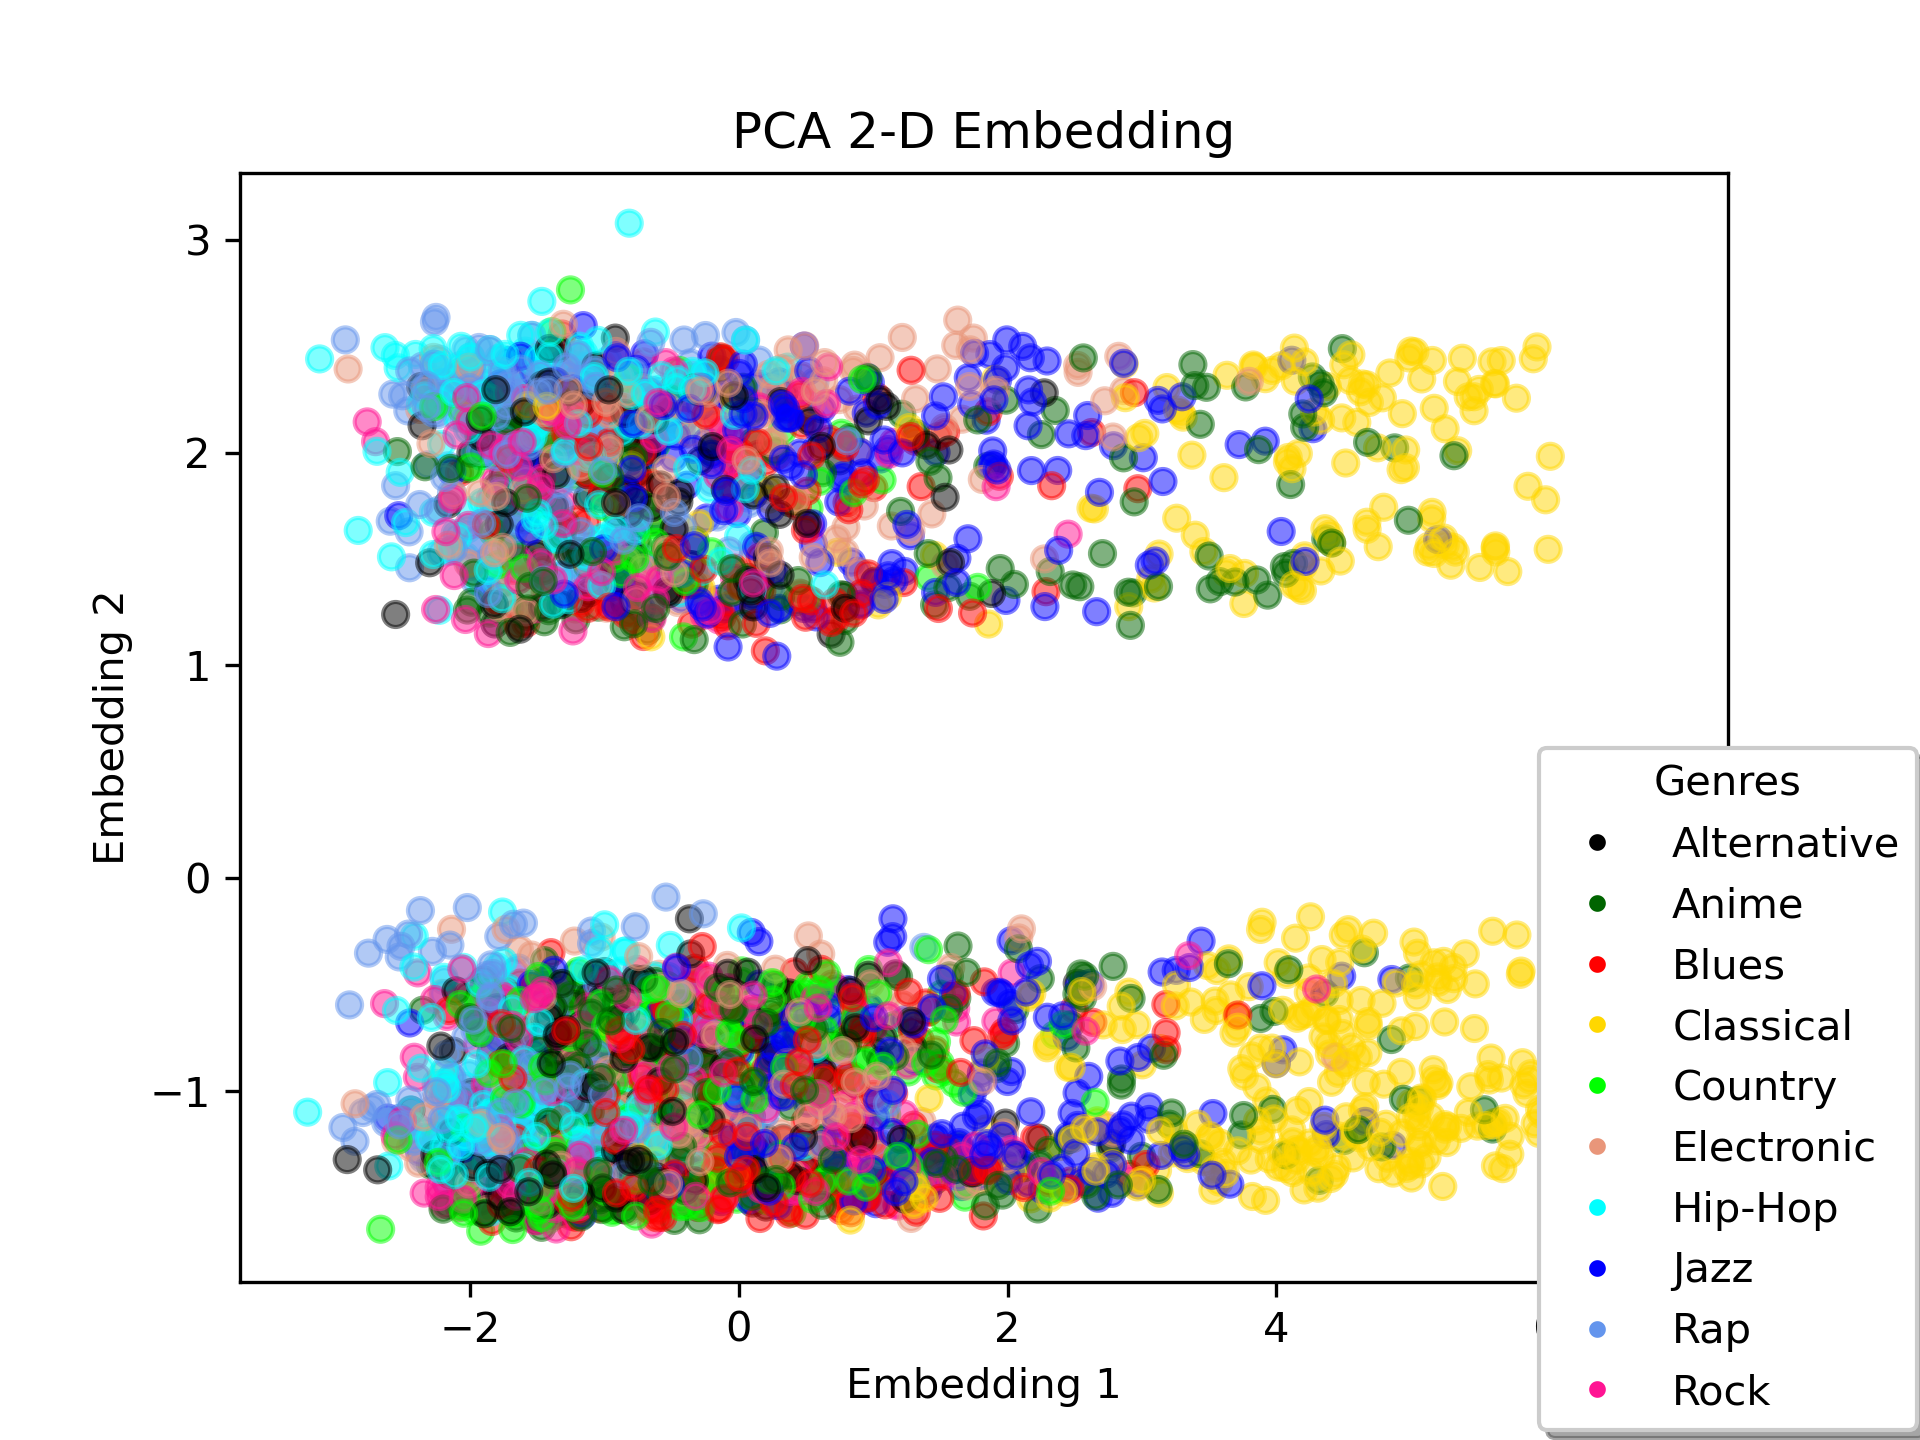 PCA 2-D Embedding
3
2
1
0
−1
Embedding 2
−2
0
2
4
Embedding 1
Genres
Alternative
Anime
Blues
Classical
Country
Electronic
Hip-Hop
Jazz
Rap
Rock